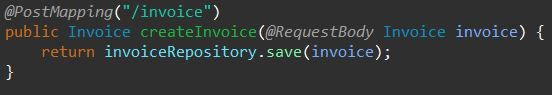 @PostMapping("/invoice")
public Invoice createInvoice(@RequestBody Invoice invoice) {
    return invoiceRepository.save(invoice);
}